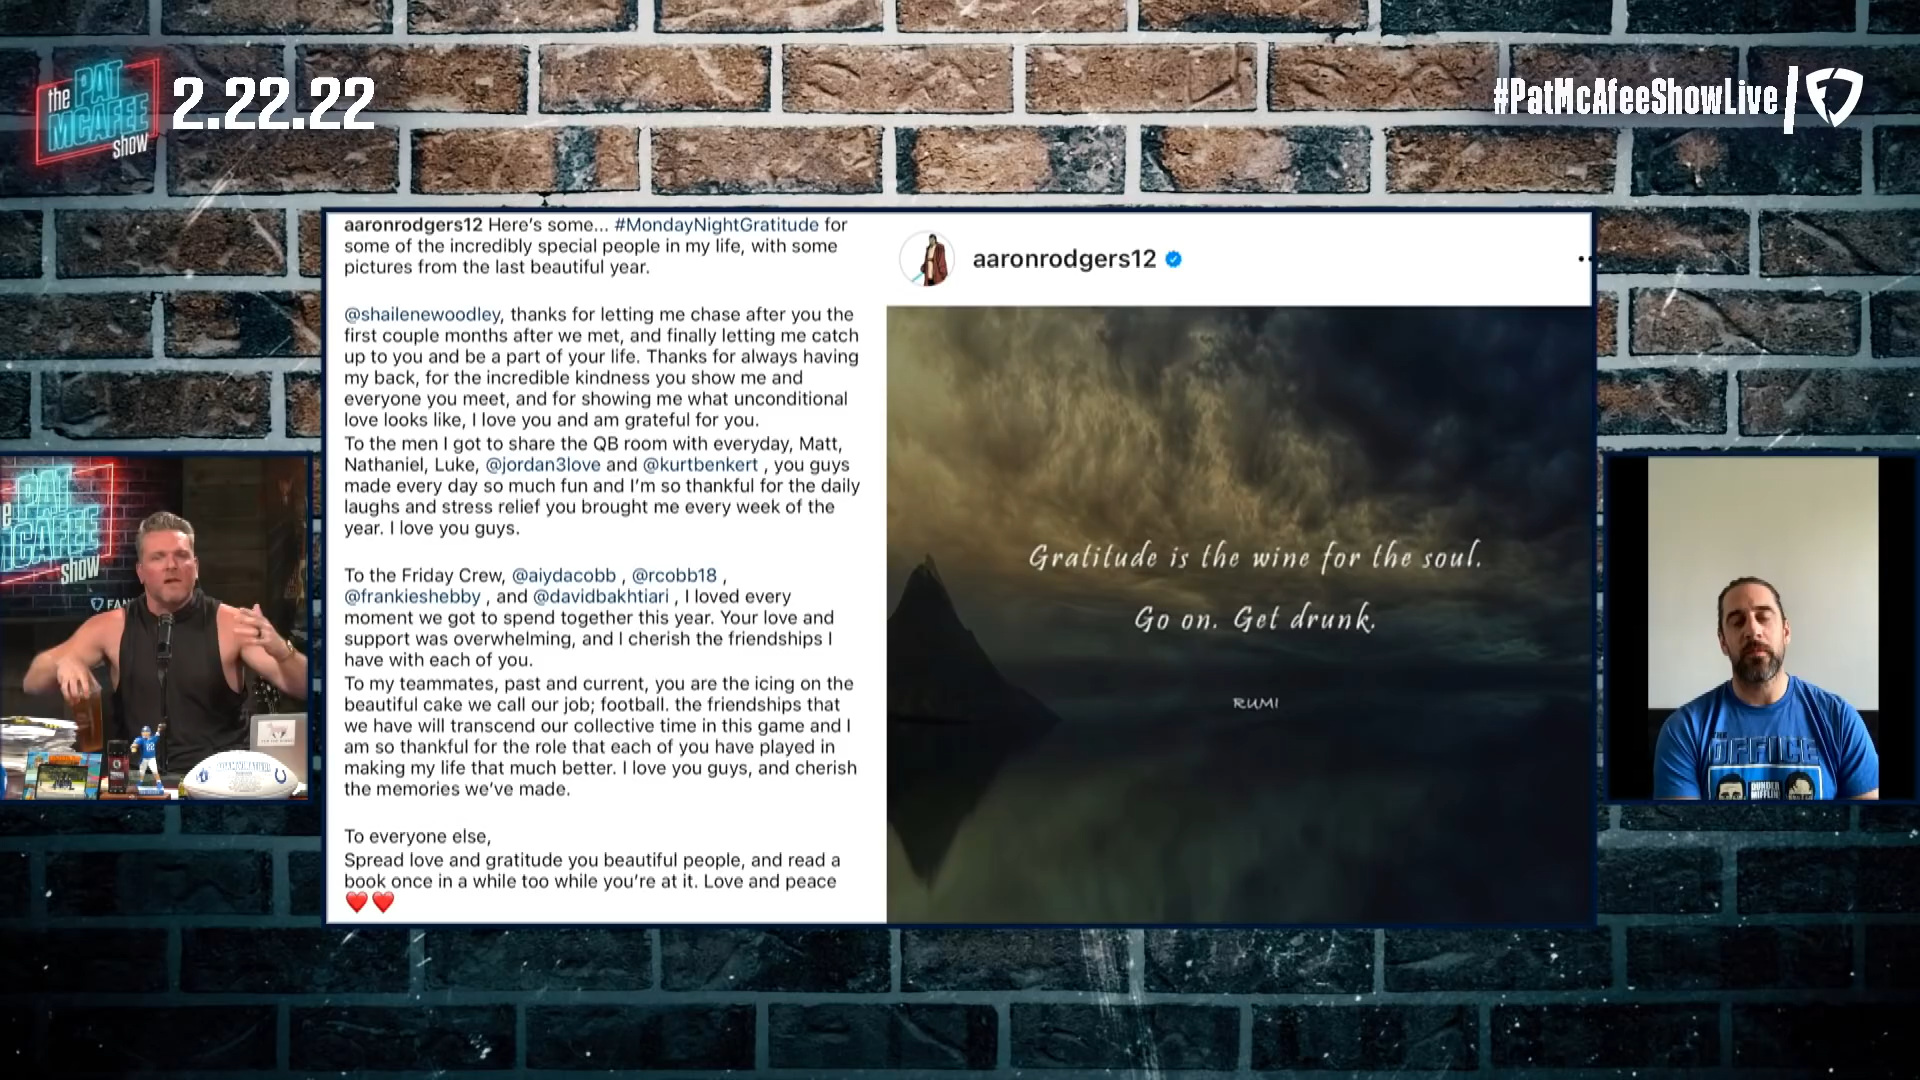 the
PAT
MCAFEE
show
2.22.22
#PatMcAfeeShowLive
aaronrodgers12 Here's some... #MondayNightGratitude for
some of the incredibly special people in my life, with some
pictures from the last beautiful year.
@shailenewoodley, thanks for letting me chase after you the
first couple months after we met, and finally letting me catch
up to you and be a part of your life. Thanks for always having
my back, for the incredible kindness you show me and
everyone you meet, and for showing me what unconditional
love looks like, I love you and am grateful for you.
To the men I got to share the QB room with everyday, Matt,
Nathaniel, Luke, @jordan3love and @kurtbenkert , you guys
made every day so much fun and I'm so thankful for the daily
laughs and stress relief you brought me every week of the
year. I love you guys.
To the Friday Crew, @aiydacobb , @rcobb18 ,
@frankieshebby , and @davidbakhtiari , I loved every
moment we got to spend together this year. Your love and
support was overwhelming, and I cherish the friendships I
have with each of you.
To my teammates, past and current, you are the icing on the
beautiful cake we call our job; football. the friendships that
we have will transcend our collective time in this game and I
am so thankful for the role that each of you have played in
making my life that much better. I love you guys, and cherish
the memories we've made.
To everyone else,
Spread love and gratitude you beautiful people, and read a
book once in a while too while you're at it. Love and peace
❤️❤️
aaronrodgers12
Gratitude is the wine for the soul.
Go on. Get drunk.
RUMI
PAT
CAFEE
show
FAN
THE
OFFICE
DUNDER
MIFFLIN